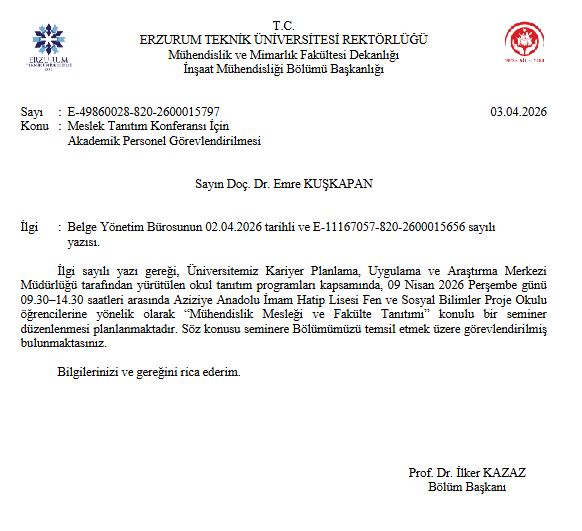 T.C.
ERZURUM TEKNİK ÜNİVERSİTESİ REKTÖRLÜĞÜ
Mühendislik ve Mimarlık Fakültesi Dekanlığı
İnşaat Mühendisliği Bölümü Başkanlığı
ERZURUM
TEKNİK ÜNİVERSİTESİ
Sayı : E-49860028-820-2600015797 03.04.2026
Konu : Meslek Tanıtım Konferansı İçin
Akademik Personel Görevlendirilmesi
Sayın Doç. Dr. Emre KUŞKAPAN
İlgi : Belge Yönetim Bürosunun 02.04.2026 tarihli ve E-11167057-820-2600015656 sayılı
yazısı.
İlgi sayılı yazı gereği, Üniversitemiz Kariyer Planlama, Uygulama ve Araştırma Merkezi
Müdürlüğü tarafından yürütülen okul tanıtım programları kapsamında, 09 Nisan 2026 Perşembe günü
09.30–14.30 saatleri arasında Aziziye Anadolu İmam Hatip Lisesi Fen ve Sosyal Bilimler Proje Okulu
öğrencilerine yönelik olarak “Mühendislik Mesleği ve Fakülte Tanıtımı” konulu bir seminer
düzenlenmesi planlanmaktadır. Söz konusu seminere Bölümümüzü temsil etmek üzere görevlendirilmiş
bulunmaktasınız.
Bilgilerinizi ve gereğini rica ederim.
Prof. Dr. İlker KAZAZ
Bölüm Başkanı